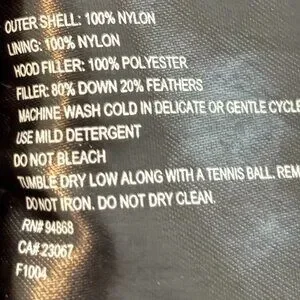 OUTER SHELL: 100% NYLON
LINING: 100% NYLON
HOOD FILLER: 100% POLYESTER
FILLER: 80% DOWN 20% FEATHERS
MACHINE WASH COLD IN DELICATE OR GENTLE CYCLE
USE MILD DETERGENT
DO NOT BLEACH
TUMBLE DRY LOW ALONG WITH A TENNIS BALL. REM
DO NOT IRON. DO NOT DRY CLEAN.
RN# 94868
CA# 23067
F1004